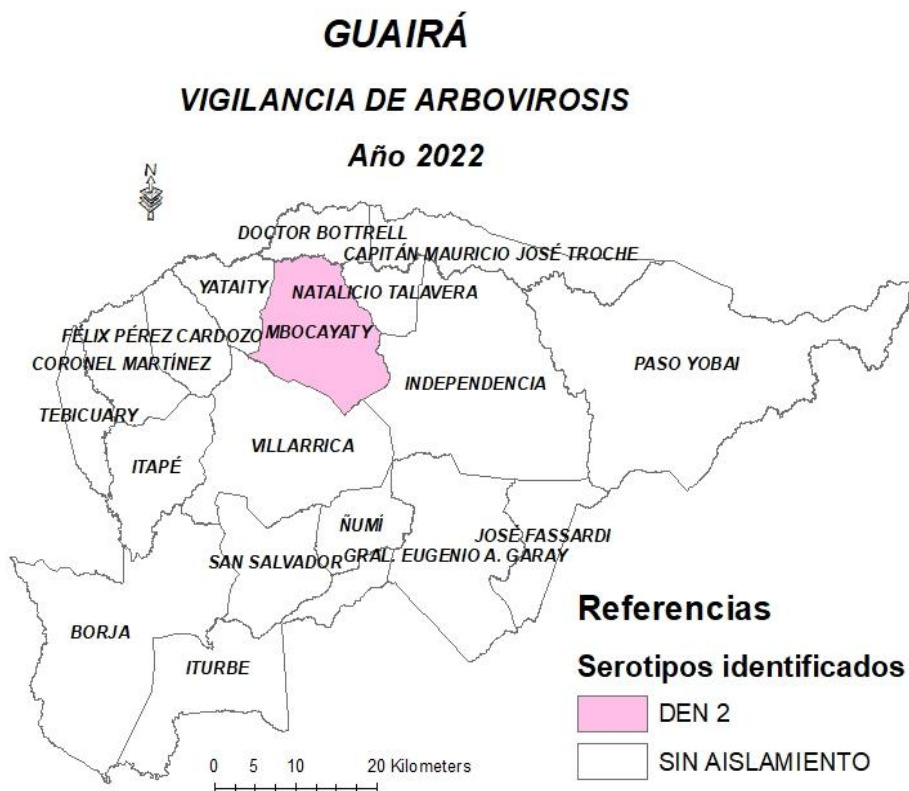 GUAIRÁ
VIGILANCIA DE ARBOVIROSIS
Año 2022
N
DOCTOR BOTTRELL
CAPITÁN MAURICIO JOSÉ TROCHE
YATAITY
NATALICIO TALAVERA
FÉLIX PÉREZ CARDOZO
MBOCAYATY
CORONEL MARTÍNEZ
PASO YOBAI
INDEPENDENCIA
TEBICUARY
VILLARRICA
ITAPÉ
ÑUMÍ
JOSÉ FASSARDI
SAN SALVADOR
GRAL. EUGENIO A. GARAY
BORJA
ITURBE
Referencias
Serotipos identificados
DEN 2
SIN AISLAMIENTO
0 5 10 20 Kilometers